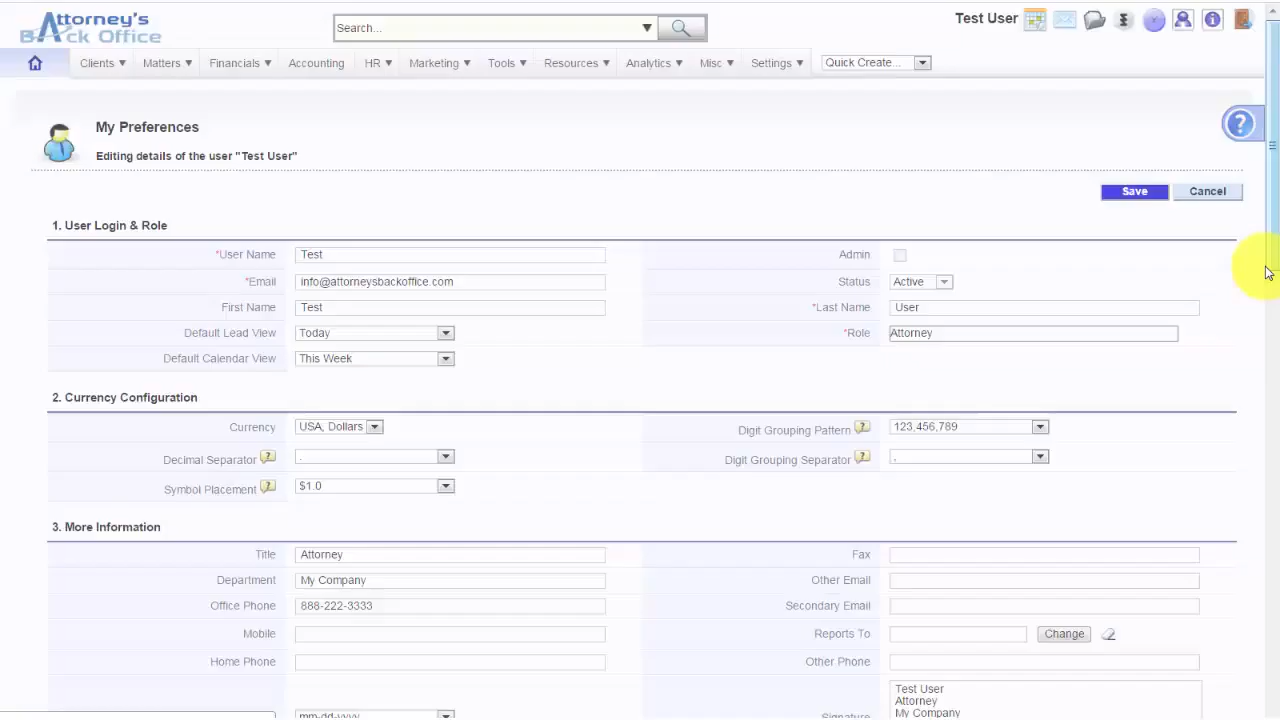 Attorney's
BAck Office
Search...
Test User
Clients Matters Financials Accounting HR Marketing Tools Resources Analytics Misc Settings Quick Create...
My Preferences
Editing details of the user "Test User"
Save Cancel
1. User Login & Role
*User Name Test Admin
*Email info@attorneysbackoffice.com Status Active
First Name Test *Last Name User
Default Lead View Today *Role Attorney
Default Calendar View This Week
2. Currency Configuration
Currency USA, Dollars Digit Grouping Pattern ? 123,456,789
Decimal Separator ? . Digit Grouping Separator ? ,
Symbol Placement ? $1.0
3. More Information
Title Attorney Fax
Department My Company Other Email
Office Phone 888-222-3333 Secondary Email
Mobile Reports To Change
Home Phone Other Phone
Test User
Attorney
My Company
mm-dd-yyyy Signature